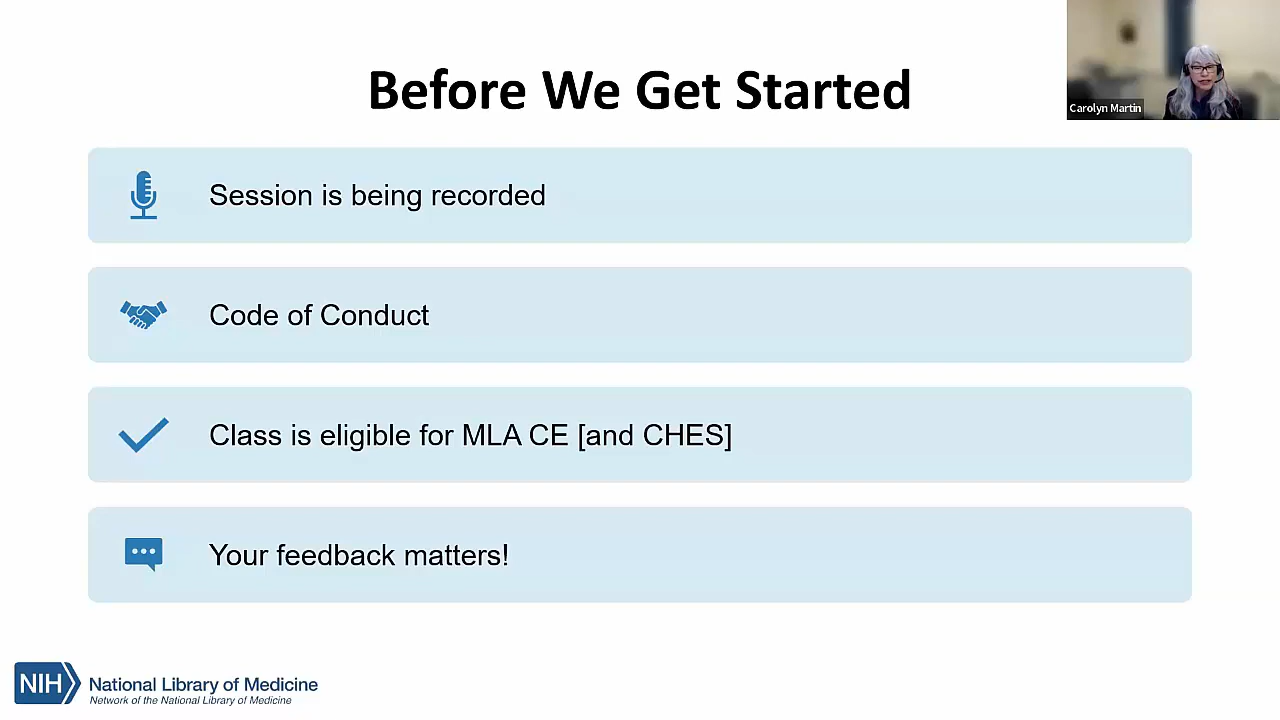 Before We Get Started
Carolyn Martin
Session is being recorded
Code of Conduct
Class is eligible for MLA CE [and CHES]
Your feedback matters!
NIH National Library of Medicine
Network of the National Library of Medicine